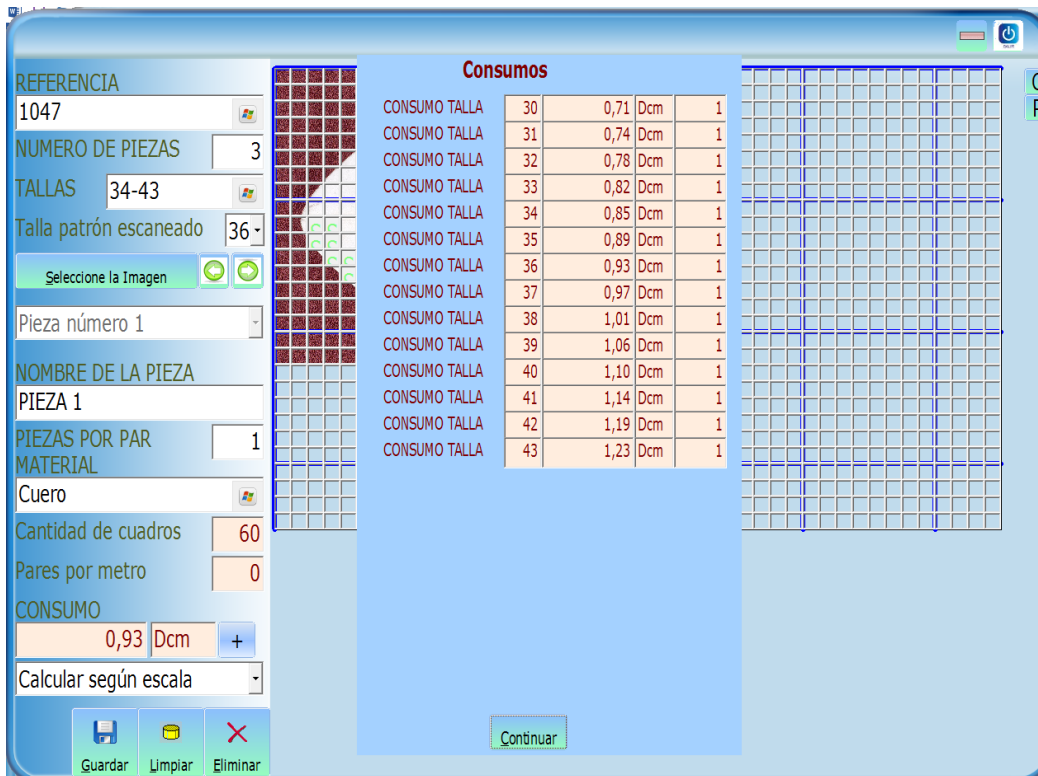 REFERENCIA
1047
NUMERO DE PIEZAS 3
TALLAS 34-43
Talla patrón escaneado 36
Seleccione la Imagen
Pieza número 1
NOMBRE DE LA PIEZA
PIEZA 1
PIEZAS POR PAR 1
MATERIAL
Cuero
Cantidad de cuadros 60
Pares por metro 0
CONSUMO
0,93 Dcm +
Calcular según escala
Guardar Limpiar Eliminar
Consumos
CONSUMO TALLA 30 0,71 Dcm 1
CONSUMO TALLA 31 0,74 Dcm 1
CONSUMO TALLA 32 0,78 Dcm 1
CONSUMO TALLA 33 0,82 Dcm 1
CONSUMO TALLA 34 0,85 Dcm 1
CONSUMO TALLA 35 0,89 Dcm 1
CONSUMO TALLA 36 0,93 Dcm 1
CONSUMO TALLA 37 0,97 Dcm 1
CONSUMO TALLA 38 1,01 Dcm 1
CONSUMO TALLA 39 1,06 Dcm 1
CONSUMO TALLA 40 1,10 Dcm 1
CONSUMO TALLA 41 1,14 Dcm 1
CONSUMO TALLA 42 1,19 Dcm 1
CONSUMO TALLA 43 1,23 Dcm 1
Continuar